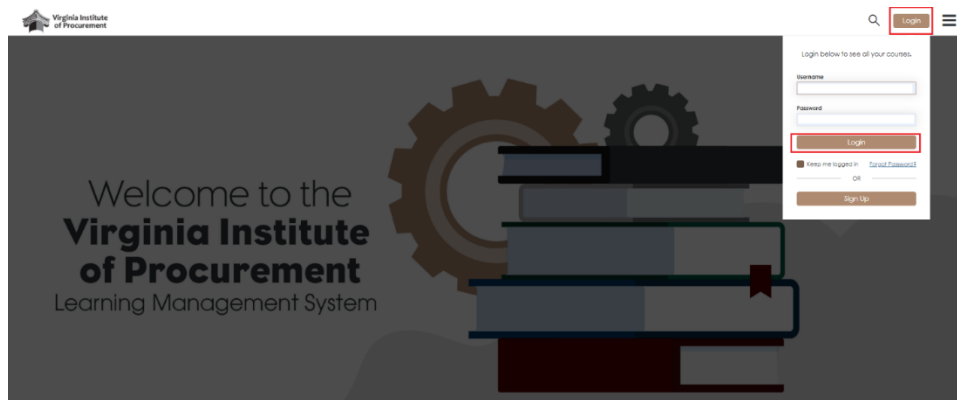 Virginia Institute
of Procurement
Login
Login below to see all your courses.
Username
Password
Login
Keep me logged in Forgot Password?
OR
Sign Up
Welcome to the
Virginia Institute
of Procurement
Learning Management System